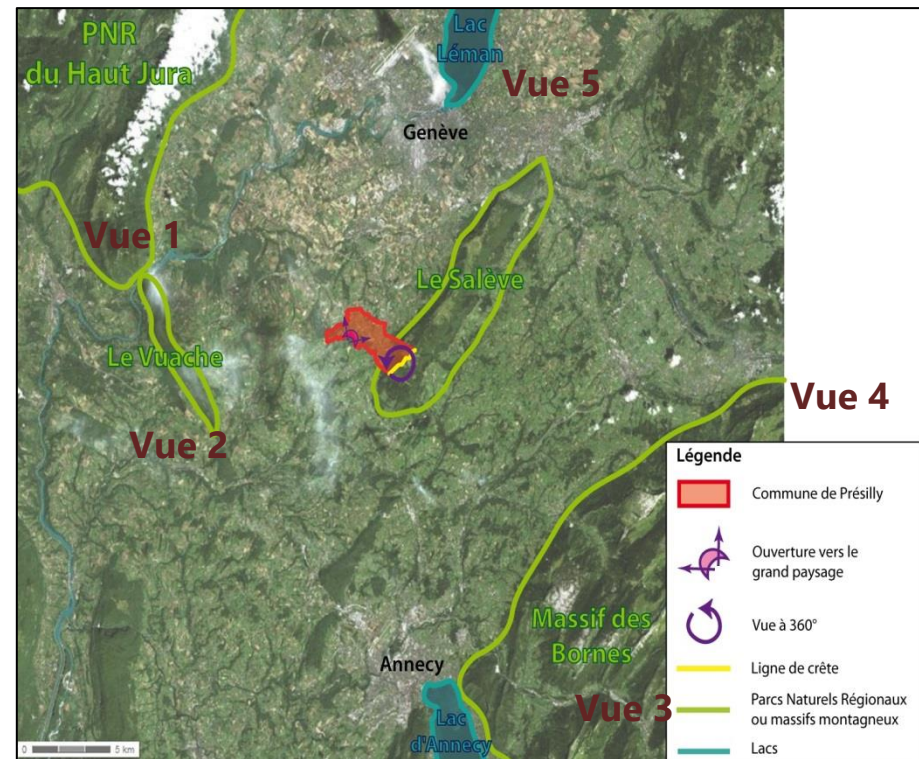 PNR
du Haut Jura
Lac
Léman
Vue 5
Genève
Vue 1
Le Salève
Le Vuache
Vue 2
Vue 4
Massif des
Bornes
Annecy
Vue 3
Lac
d'Annecy
0 5 km
Légende
Commune de Présilly
Ouverture vers le
grand paysage
Vue à 360°
Ligne de crête
Parcs Naturels Régionaux
ou massifs montagneux
Lacs